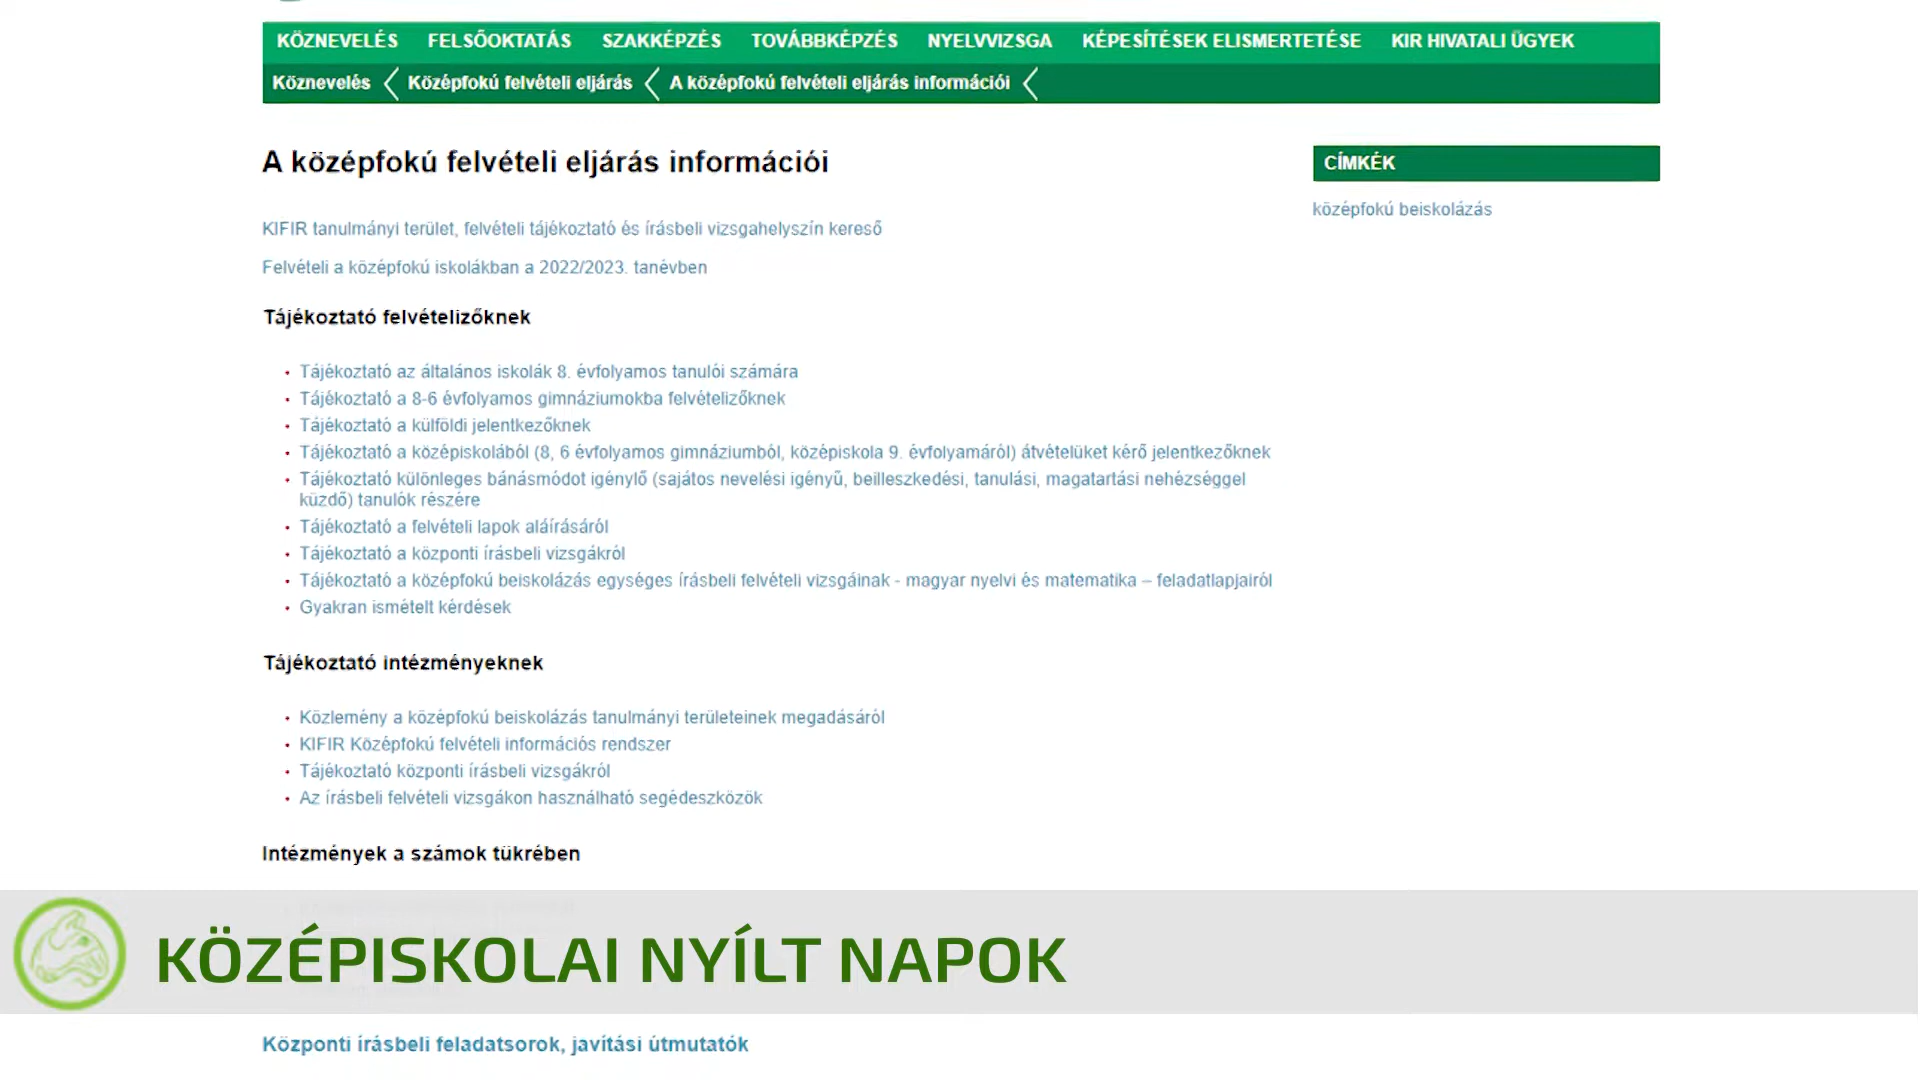 KÖZNEVELÉS FELSŐOKTATÁS SZAKKÉPZÉS TOVÁBBKÉPZÉS NYELVVIZSGA KÉPESÍTÉSEK ELISMERTETÉSE KIR HIVATALI ÜGYEK
Köznevelés Középfokú felvételi eljárás A középfokú felvételi eljárás információi
A középfokú felvételi eljárás információi
CÍMKÉK
középfokú beiskolázás
KIFIR tanulmányi terület, felvételi tájékoztató és írásbeli vizsgahelyszín kereső
Felvételi a középfokú iskolákban a 2022/2023. tanévben
Tájékoztató felvételizőknek
Tájékoztató az általános iskolák 8. évfolyamos tanulói számára
Tájékoztató a 8-6 évfolyamos gimnáziumokba felvételizőknek
Tájékoztató a külföldi jelentkezőknek
Tájékoztató a középiskolából (8, 6 évfolyamos gimnáziumból, középiskola 9. évfolyamáról) átvételüket kérő jelentkezőknek
Tájékoztató különleges bánásmódot igénylő (sajátos nevelési igényű, beilleszkedési, tanulási, magatartási nehézséggel
küzdő) tanulók részére
Tájékoztató a felvételi lapok aláírásáról
Tájékoztató a központi írásbeli vizsgákról
Tájékoztató a középfokú beiskolázás egységes írásbeli felvételi vizsgáinak - magyar nyelvi és matematika – feladatlapjairól
Gyakran ismételt kérdések
Tájékoztató intézményeknek
Közlemény a középfokú beiskolázás tanulmányi területeinek megadásáról
KIFIR Középfokú felvételi információs rendszer
Tájékoztató központi írásbeli vizsgákról
Az írásbeli felvételi vizsgákon használható segédeszközök
Intézmények a számok tükrében
KÖZÉPISKOLAI NYÍLT NAPOK
Központi írásbeli feladatsorok, javítási útmutatók